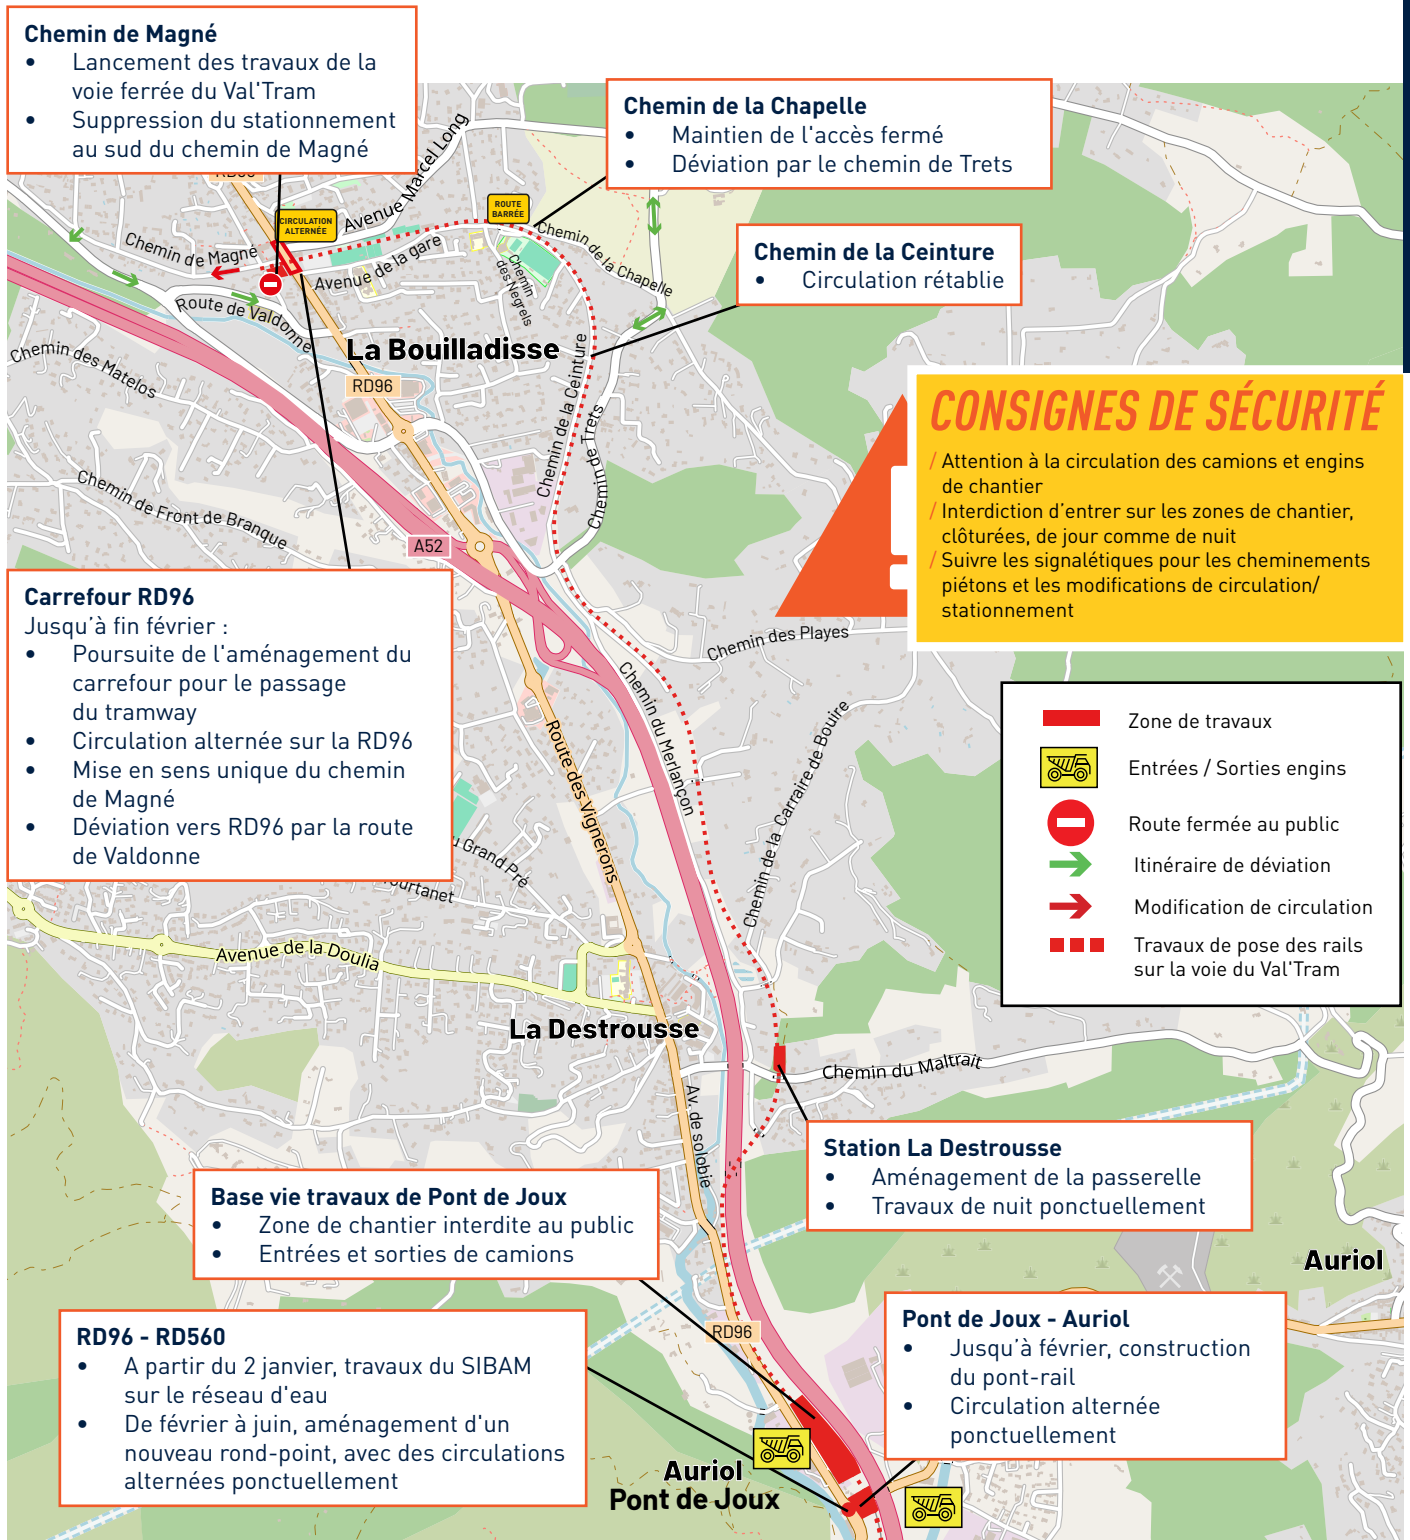 Chemin de Magné
• Lancement des travaux de la
voie ferrée du Val'Tram
• Suppression du stationnement
au sud du chemin de Magné
Chemin de la Chapelle
• Maintien de l'accès fermé
• Déviation par le chemin de Trets
Chemin de la Ceinture
• Circulation rétablie
CIRCULATION
ALTERNÉE
ROUTE
BARRÉE
Avenue Marcel Long
Chemin de Magné
Avenue de la gare
Chemin
des Negrels
Chemin de la Chapelle
Route de Valdonne
Chemin des Matelos
La Bouilladisse
RD96
Chemin de la Ceinture
Chemin de Trets
Chemin de Front de Branque
A52
CONSIGNES DE SÉCURITÉ
/ Attention à la circulation des camions et engins
de chantier
/ Interdiction d'entrer sur les zones de chantier,
clôturées, de jour comme de nuit
/ Suivre les signalétiques pour les cheminements
piétons et les modifications de circulation/
stationnement
Carrefour RD96
Jusqu'à fin février :
• Poursuite de l'aménagement du
carrefour pour le passage
du tramway
• Circulation alternée sur la RD96
• Mise en sens unique du chemin
de Magné
• Déviation vers RD96 par la route
de Valdonne
Chemin des Playes
Chemin du Merlançon
Route des Vignerons
Chemin de la Carraire de Bouire
Zone de travaux
Entrées / Sorties engins
Route fermée au public
Itinéraire de déviation
Modification de circulation
Travaux de pose des rails
sur la voie du Val'Tram
u Grand Pré
ourtanet
Avenue de la Doulia
La Destrousse
Chemin du Maltrait
Av. de solobie
Station La Destrousse
• Aménagement de la passerelle
• Travaux de nuit ponctuellement
Base vie travaux de Pont de Joux
• Zone de chantier interdite au public
• Entrées et sorties de camions
Auriol
RD96 - RD560
• A partir du 2 janvier, travaux du SIBAM
sur le réseau d'eau
• De février à juin, aménagement d'un
nouveau rond-point, avec des circulations
alternées ponctuellement
RD96
Pont de Joux - Auriol
• Jusqu'à février, construction
du pont-rail
• Circulation alternée
ponctuellement
Auriol
Pont de Joux